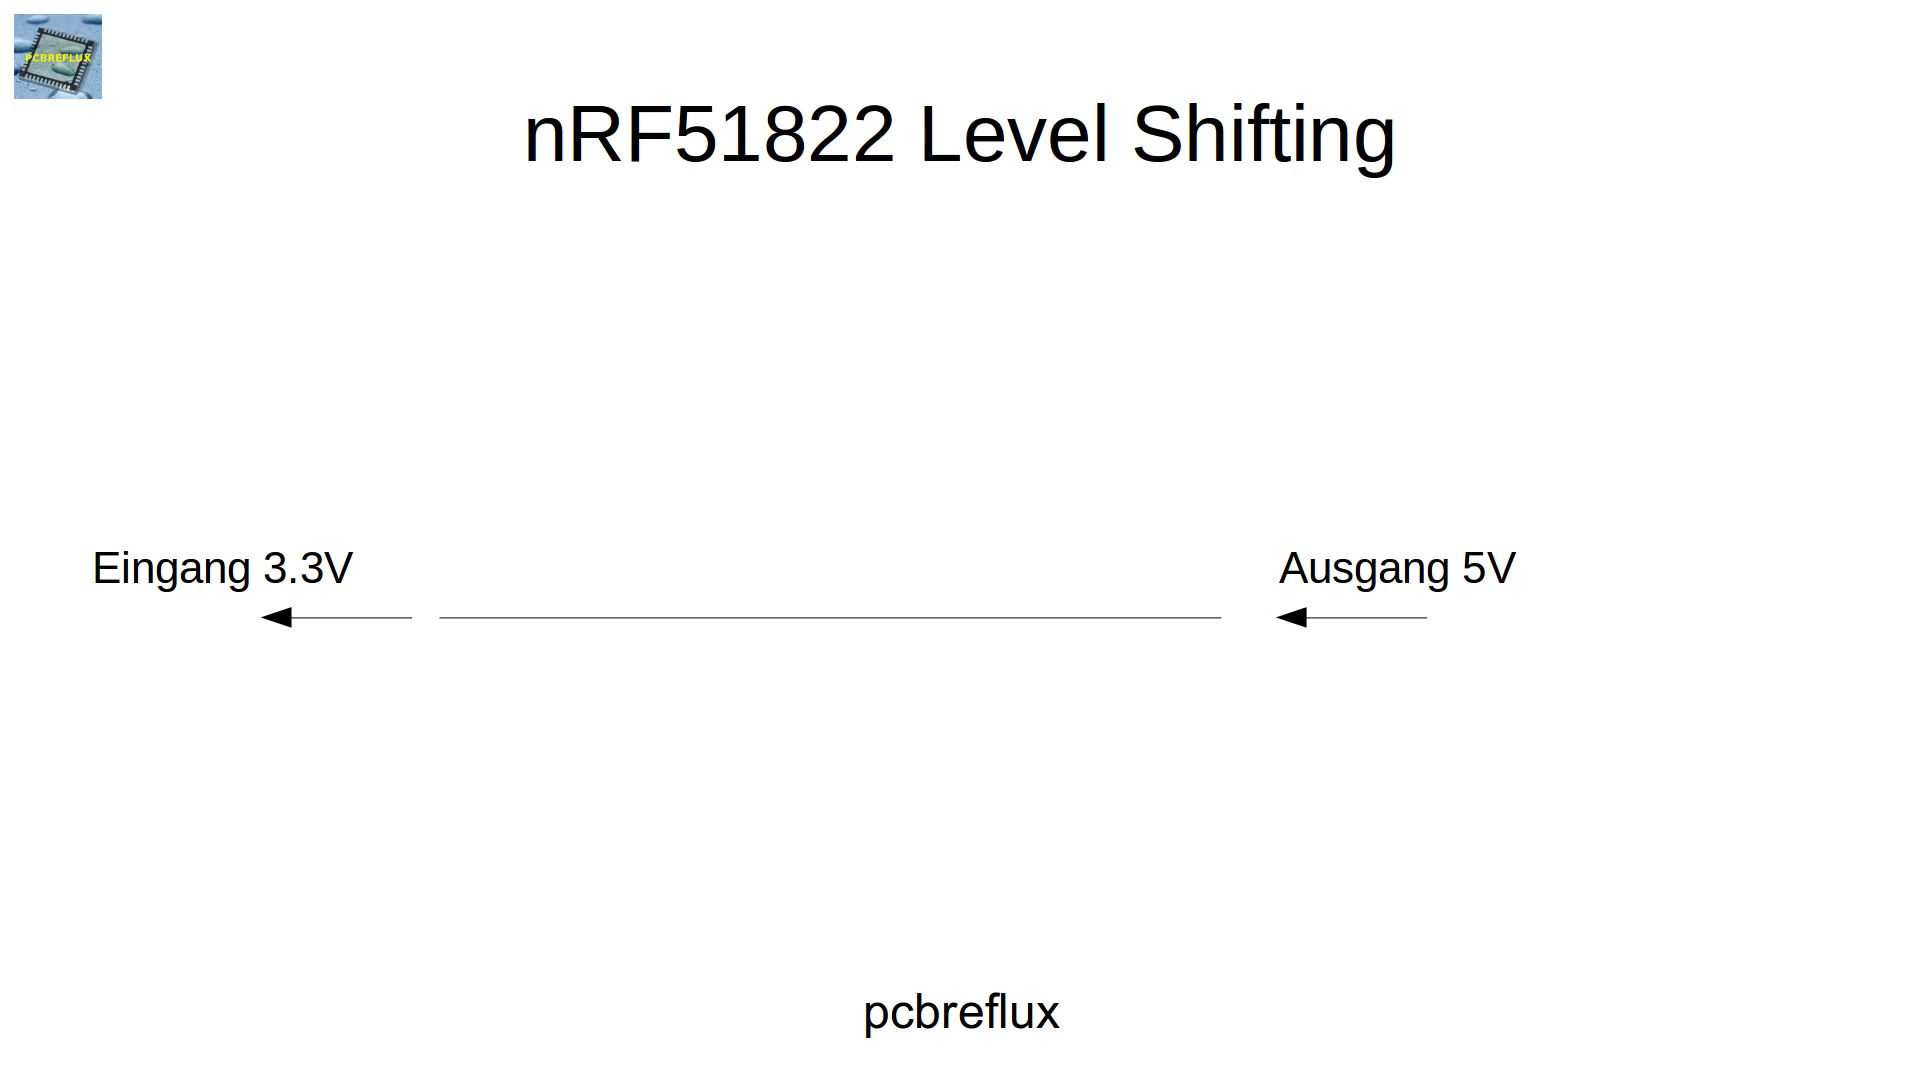 PCBREFLUX
nRF51822 Level Shifting
Eingang 3.3V
Ausgang 5V
pcbreflux